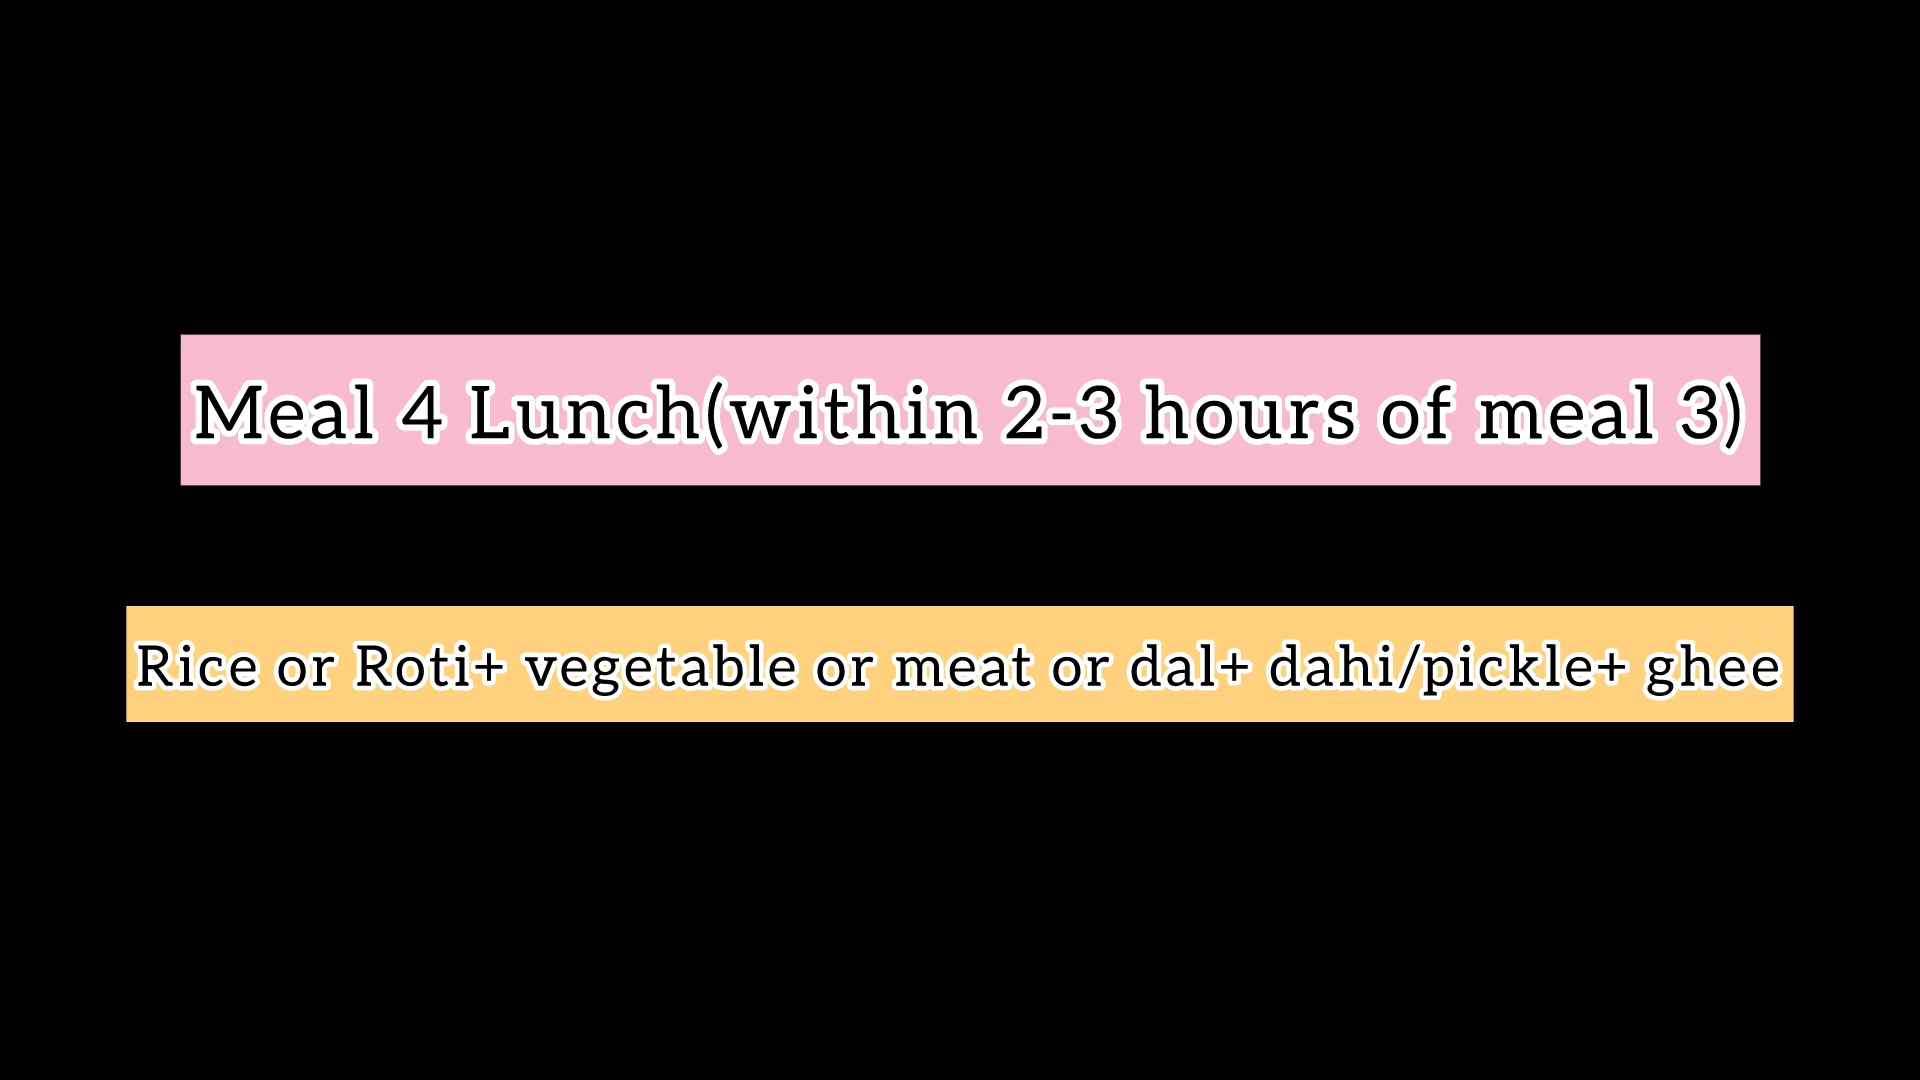 Meal 4 Lunch(within 2-3 hours of meal 3)
Rice or Roti+ vegetable or meat or dal+ dahi/pickle+ ghee